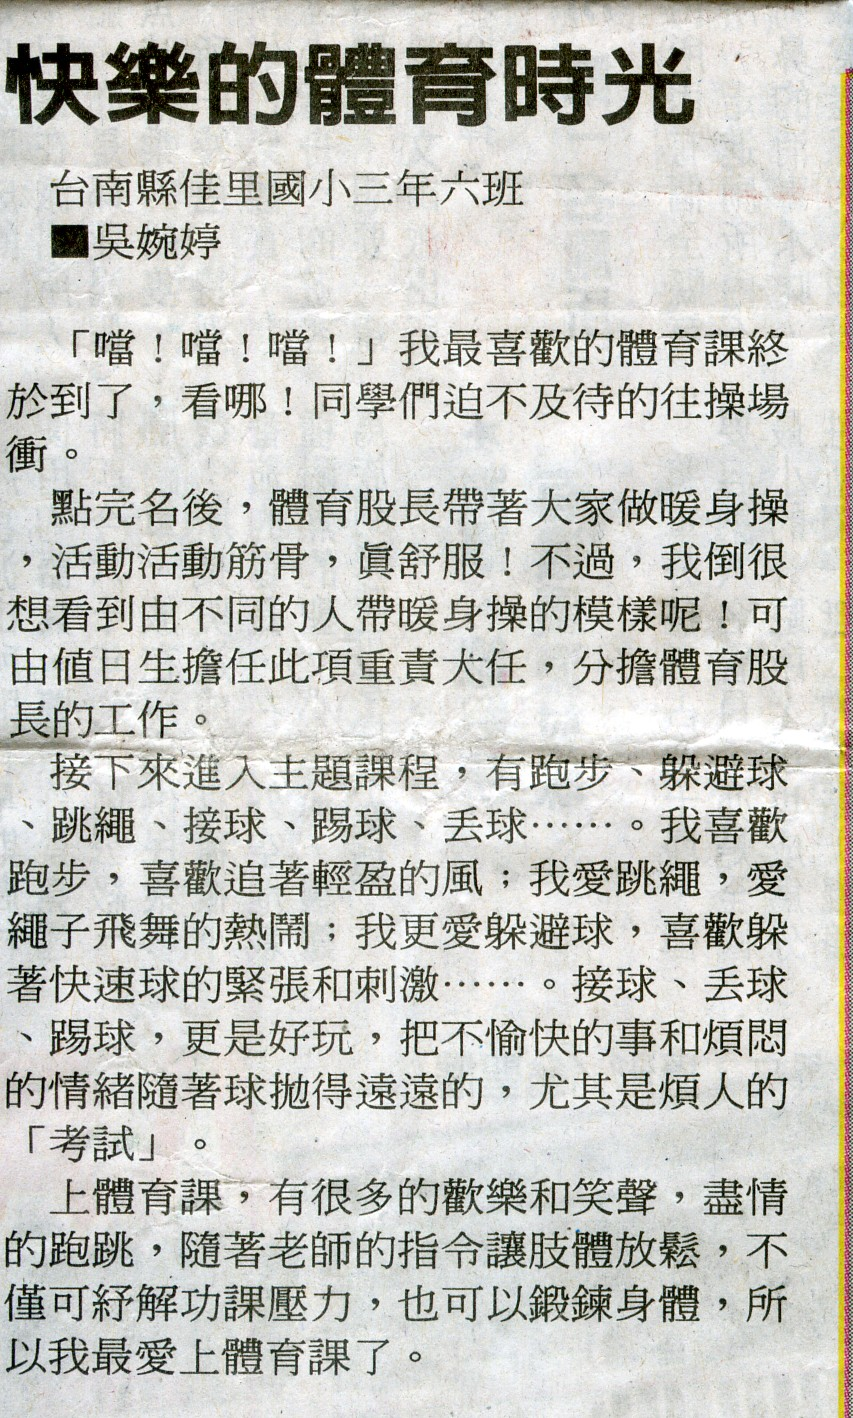 快樂的體育時光
台南縣佳里國小三年六班
■吳婉婷
「噹！噹！噹！」我最喜歡的體育課終
於到了，看哪！同學們迫不及待的往操場
衝。
點完名後，體育股長帶著大家做暖身操
，活動活動筋骨，眞舒服！不過，我倒很
想看到由不同的人帶暖身操的模樣呢！可
由値日生擔任此項重責大任，分擔體育股
長的工作。
接下來進入主題課程，有跑步、躲避球
、跳繩、接球、踢球、丟球……。我喜歡
跑步，喜歡追著輕盈的風；我愛跳繩，愛
繩子飛舞的熱鬧；我更愛躲避球，喜歡躲
著快速球的緊張和刺激……。接球、丟球
、踢球，更是好玩，把不愉快的事和煩悶
的情緒隨著球拋得遠遠的，尤其是煩人的
「考試」。
上體育課，有很多的歡樂和笑聲，盡情
的跑跳，隨著老師的指令讓肢體放鬆，不
僅可紓解功課壓力，也可以鍛鍊身體，所
以我最愛上體育課了。